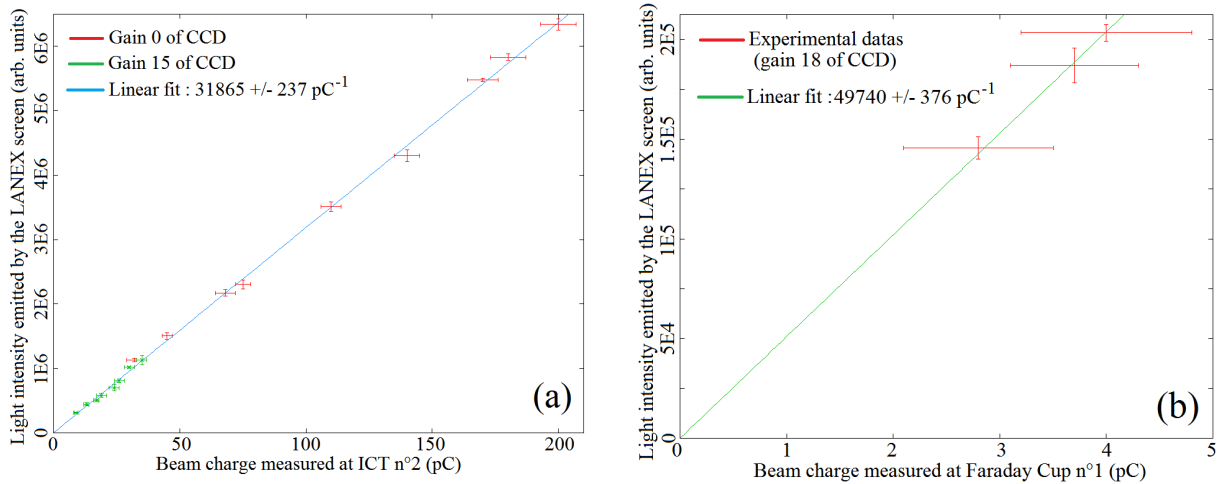 Light intensity emitted by the LANEX screen (arb. units)
6E6
5E6
4E6
3E6
2E6
1E6
0
Gain 0 of CCD
Gain 15 of CCD
Linear fit : 31865 +/- 237 pC-1
(a)
0 50 100 150 200
Beam charge measured at ICT n°2 (pC)
Light intensity emitted by the LANEX screen (arb. units)
2E5
1.5E5
1E5
5E4
0
Experimental datas
(gain 18 of CCD)
Linear fit :49740 +/- 376 pC-1
(b)
0 1 2 3 4 5
Beam charge measured at Faraday Cup n°1 (pC)